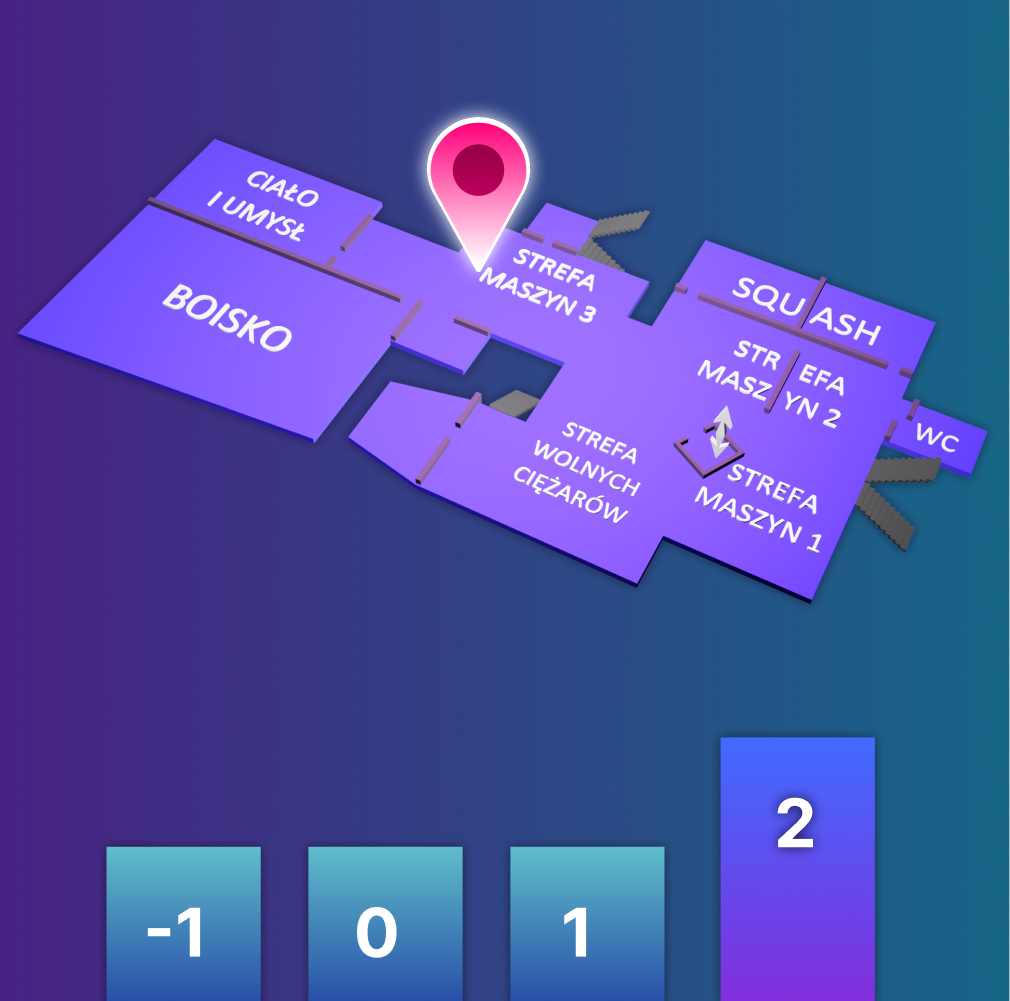 CIAŁO
I UMYSŁ
BOISKO
STREFA
MASZYN 3
SQUASH
STREFA
MASZYN 2
WC
STREFA
WOLNYCH
CIĘŻARÓW
STREFA
MASZYN 1
-1
0
1
2